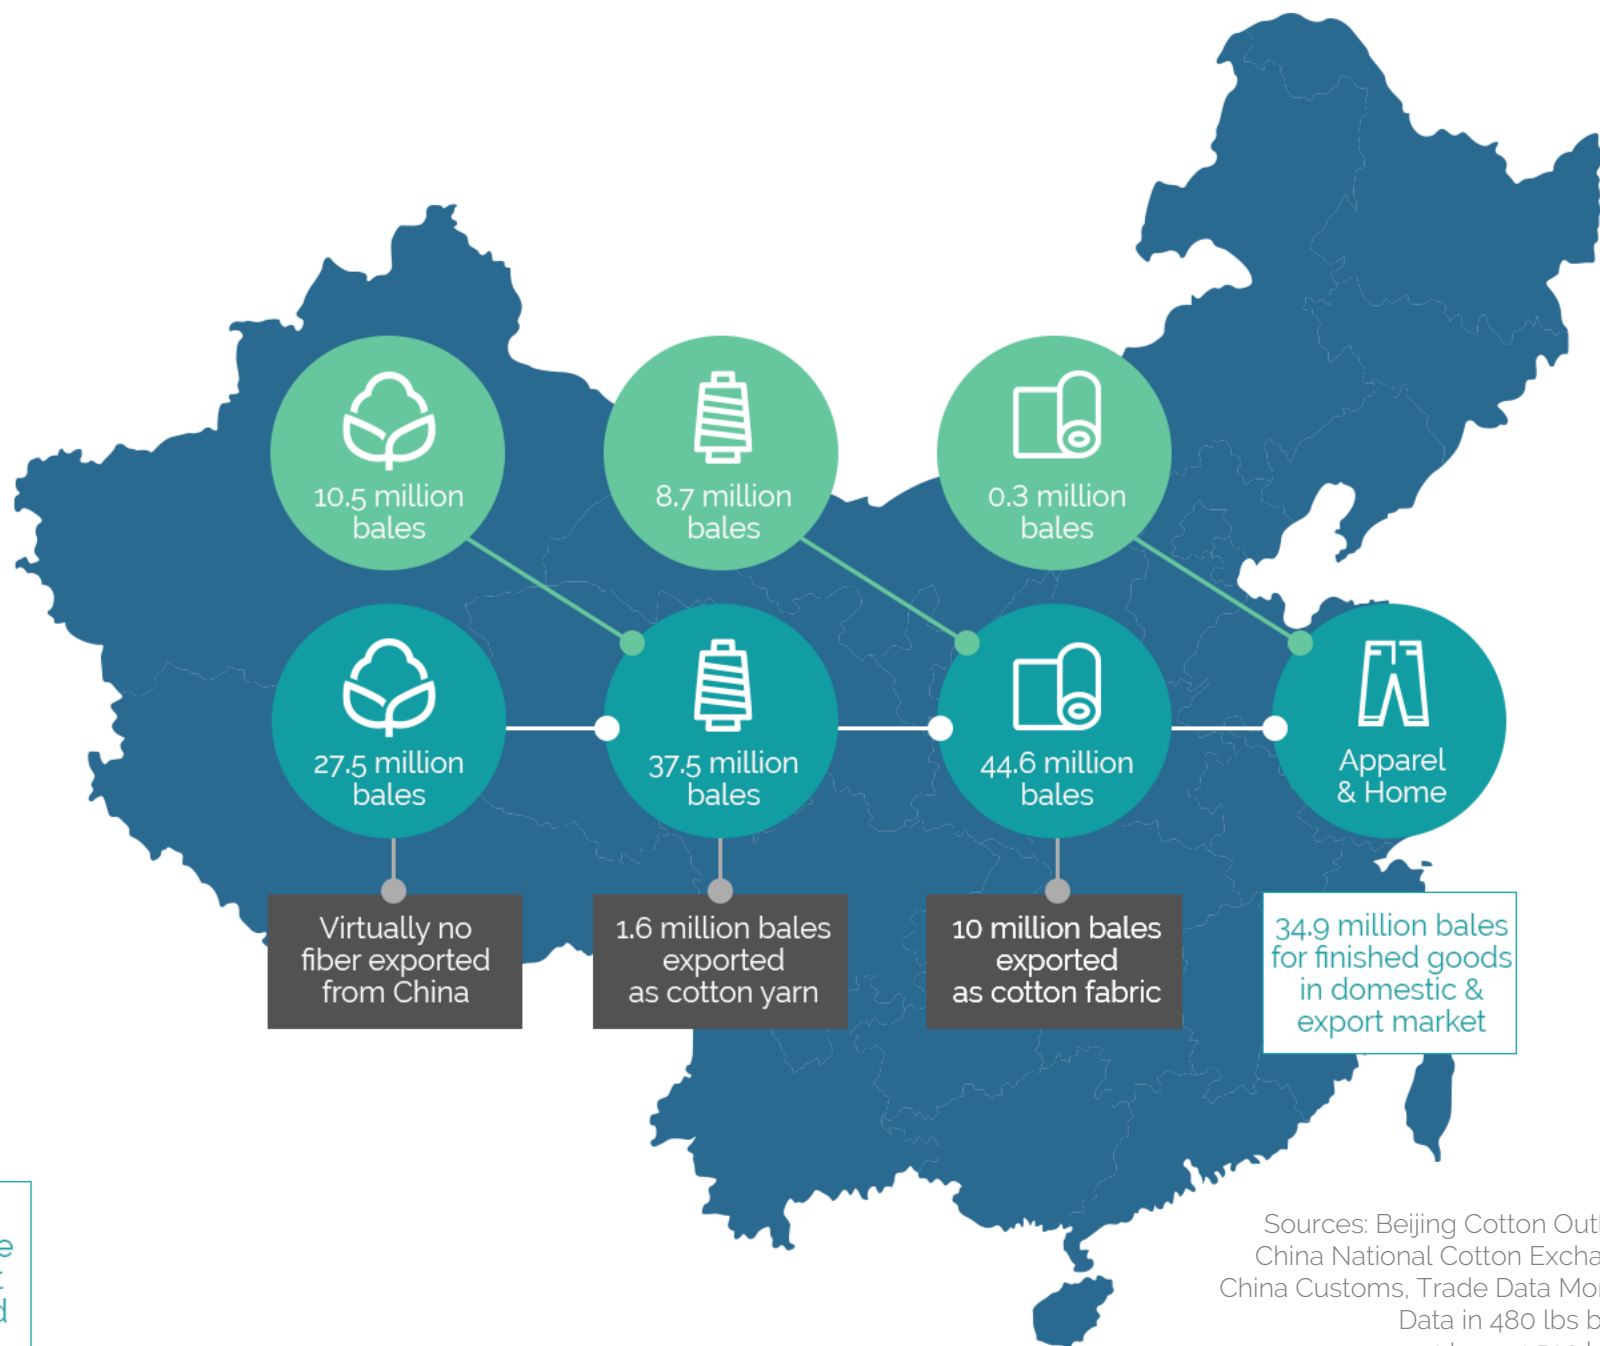 10.5 million
bales
8.7 million
bales
0.3 million
bales
27.5 million
bales
37.5 million
bales
44.6 million
bales
Apparel
& Home
Virtually no
fiber exported
from China
1.6 million bales
exported
as cotton yarn
10 million bales
exported
as cotton fabric
34.9 million bales
for finished goods
in domestic &
export market
Sources: Beijing Cotton
China National Cotton
China Customs, Trade Data
Data in 480 lbs